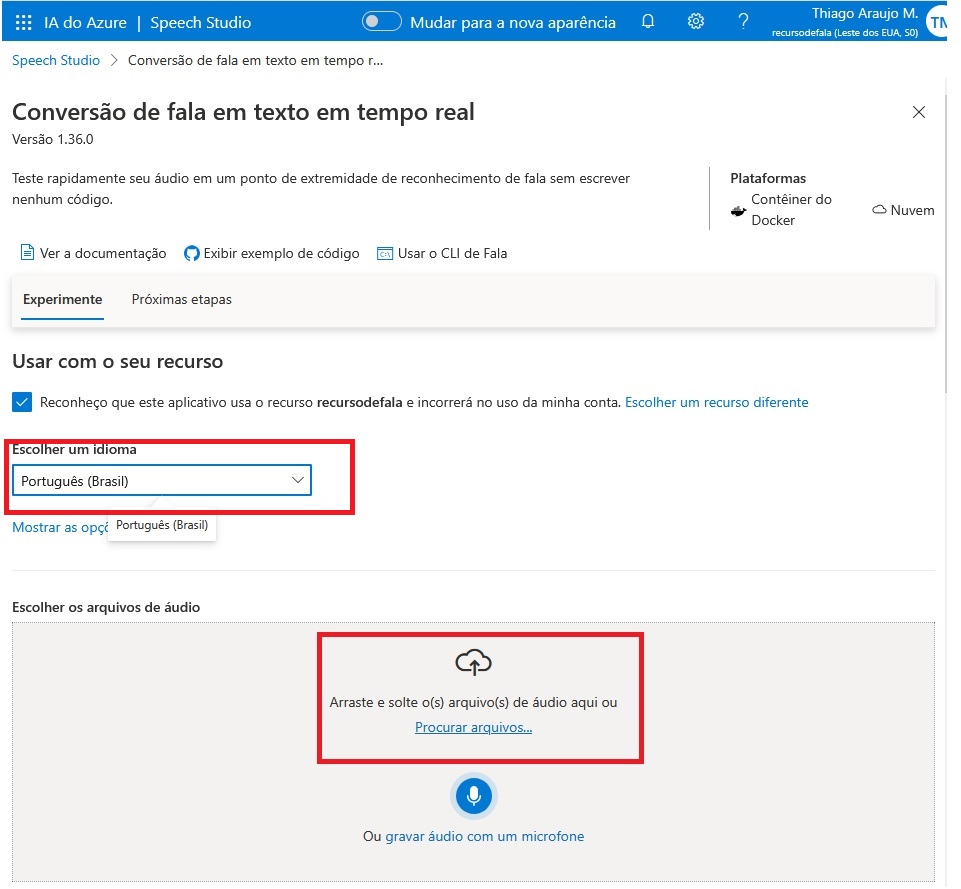 IA do Azure | Speech Studio
Mudar para a nova aparência
?
Thiago Araujo M.
recursodefala (Leste dos EUA, S0)
TM
Speech Studio > Conversão de fala em texto em tempo r...
Conversão de fala em texto em tempo real
Versão 1.36.0
Teste rapidamente seu áudio em um ponto de extremidade de reconhecimento de fala sem escrever
nenhum código.
Plataformas
Contêiner do
Docker
Nuvem
Ver a documentação
Exibir exemplo de código
Usar o CLI de Fala
Experimente
Próximas etapas
Usar com o seu recurso
Reconheço que este aplicativo usa o recurso recursodefala e incorrerá no uso da minha conta. Escolher um recurso diferente
Escolher um idioma
Português (Brasil)
Mostrar as opçõ
Português (Brasil)
Escolher os arquivos de áudio
Arraste e solte o(s) arquivo(s) de áudio aqui ou
Procurar arquivos...
Ou gravar áudio com um microfone